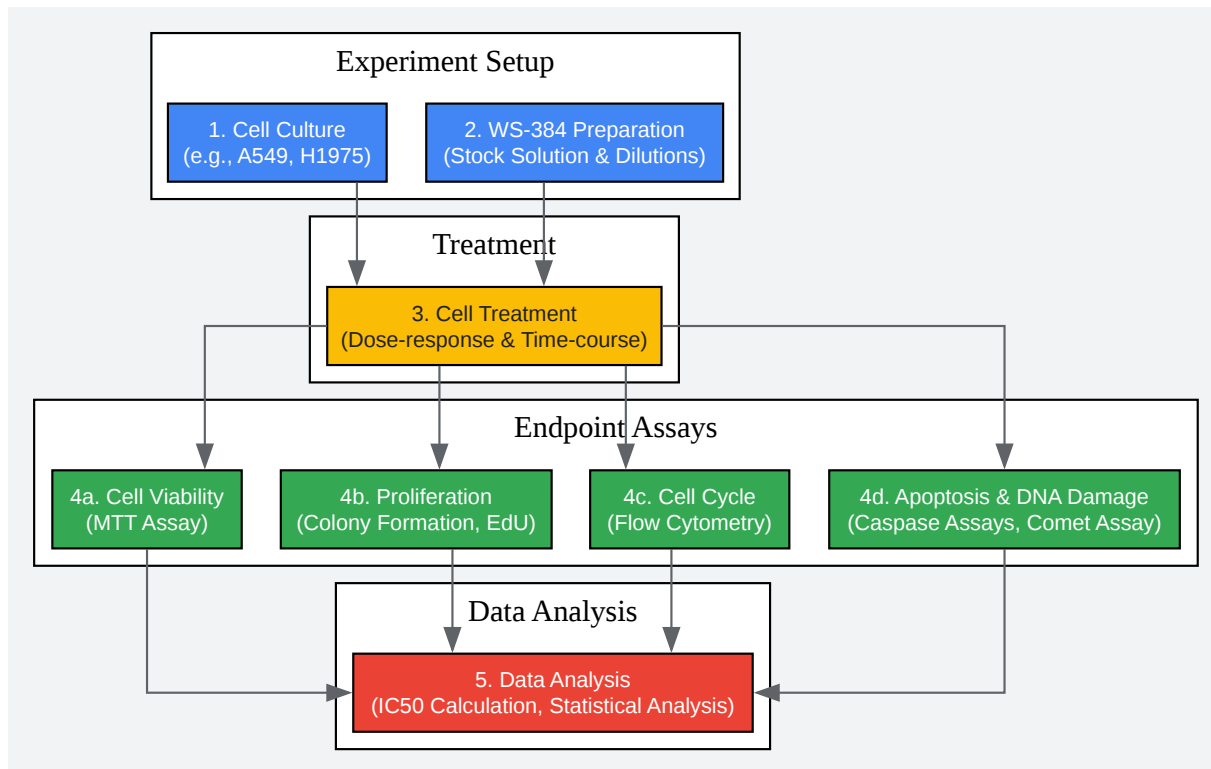 Experiment Setup
1. Cell Culture
(e.g., A549, H1975)
2. WS-384 Preparation
(Stock Solution & Dilutions)
Treatment
3. Cell Treatment
(Dose-response & Time-course)
Endpoint Assays
4a. Cell Viability
(MTT Assay)
4b. Proliferation
(Colony Formation, EdU)
4c. Cell Cycle
(Flow Cytometry)
4d. Apoptosis & DNA Damage
(Caspase Assays, Comet Assay)
Data Analysis
5. Data Analysis
(IC50 Calculation, Statistical Analysis)